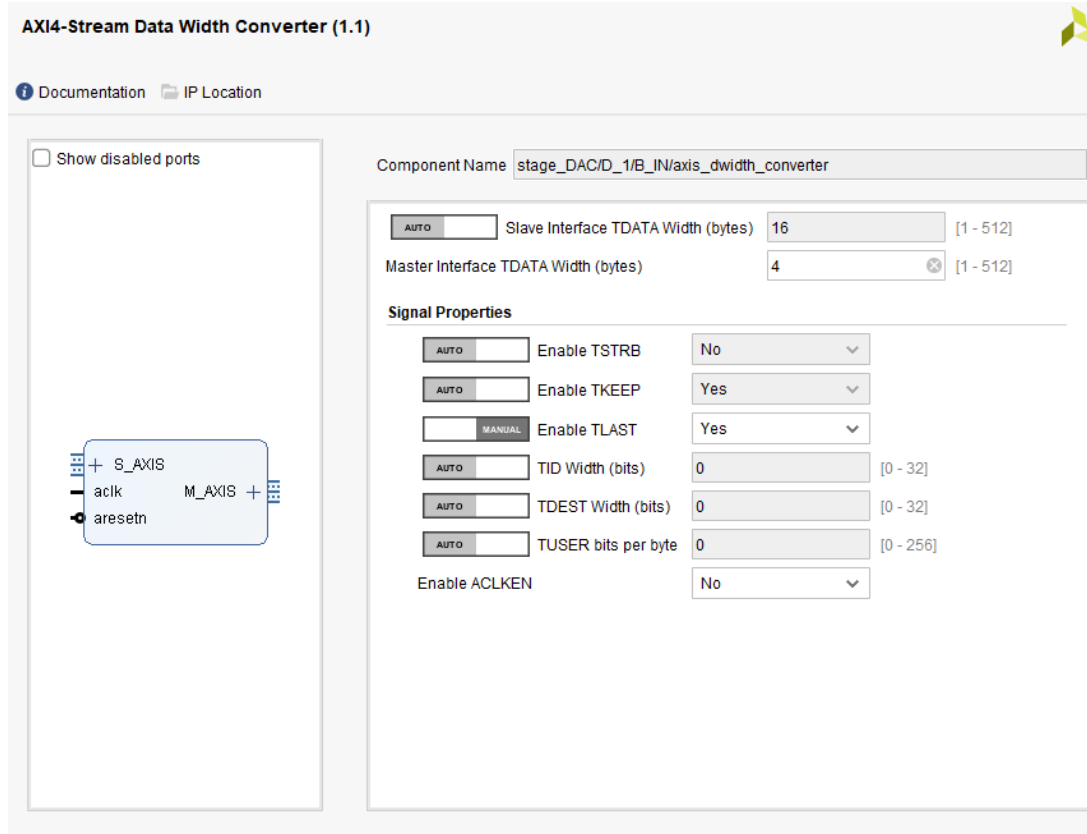 AXI4-Stream Data Width Converter (1.1)
Documentation IP Location
Show disabled ports
S_AXIS
aclk M_AXIS
aresetn
Component Name stage_DAC/D_1/B_IN/axis_dwidth_converter
AUTO Slave Interface TDATA Width (bytes) 16 [1 - 512]
Master Interface TDATA Width (bytes) 4 [1 - 512]
Signal Properties
AUTO Enable TSTRB No
AUTO Enable TKEEP Yes
MANUAL Enable TLAST Yes
AUTO TID Width (bits) 0 [0 - 32]
AUTO TDEST Width (bits) 0 [0 - 32]
AUTO TUSER bits per byte 0 [0 - 256]
Enable ACLKEN No